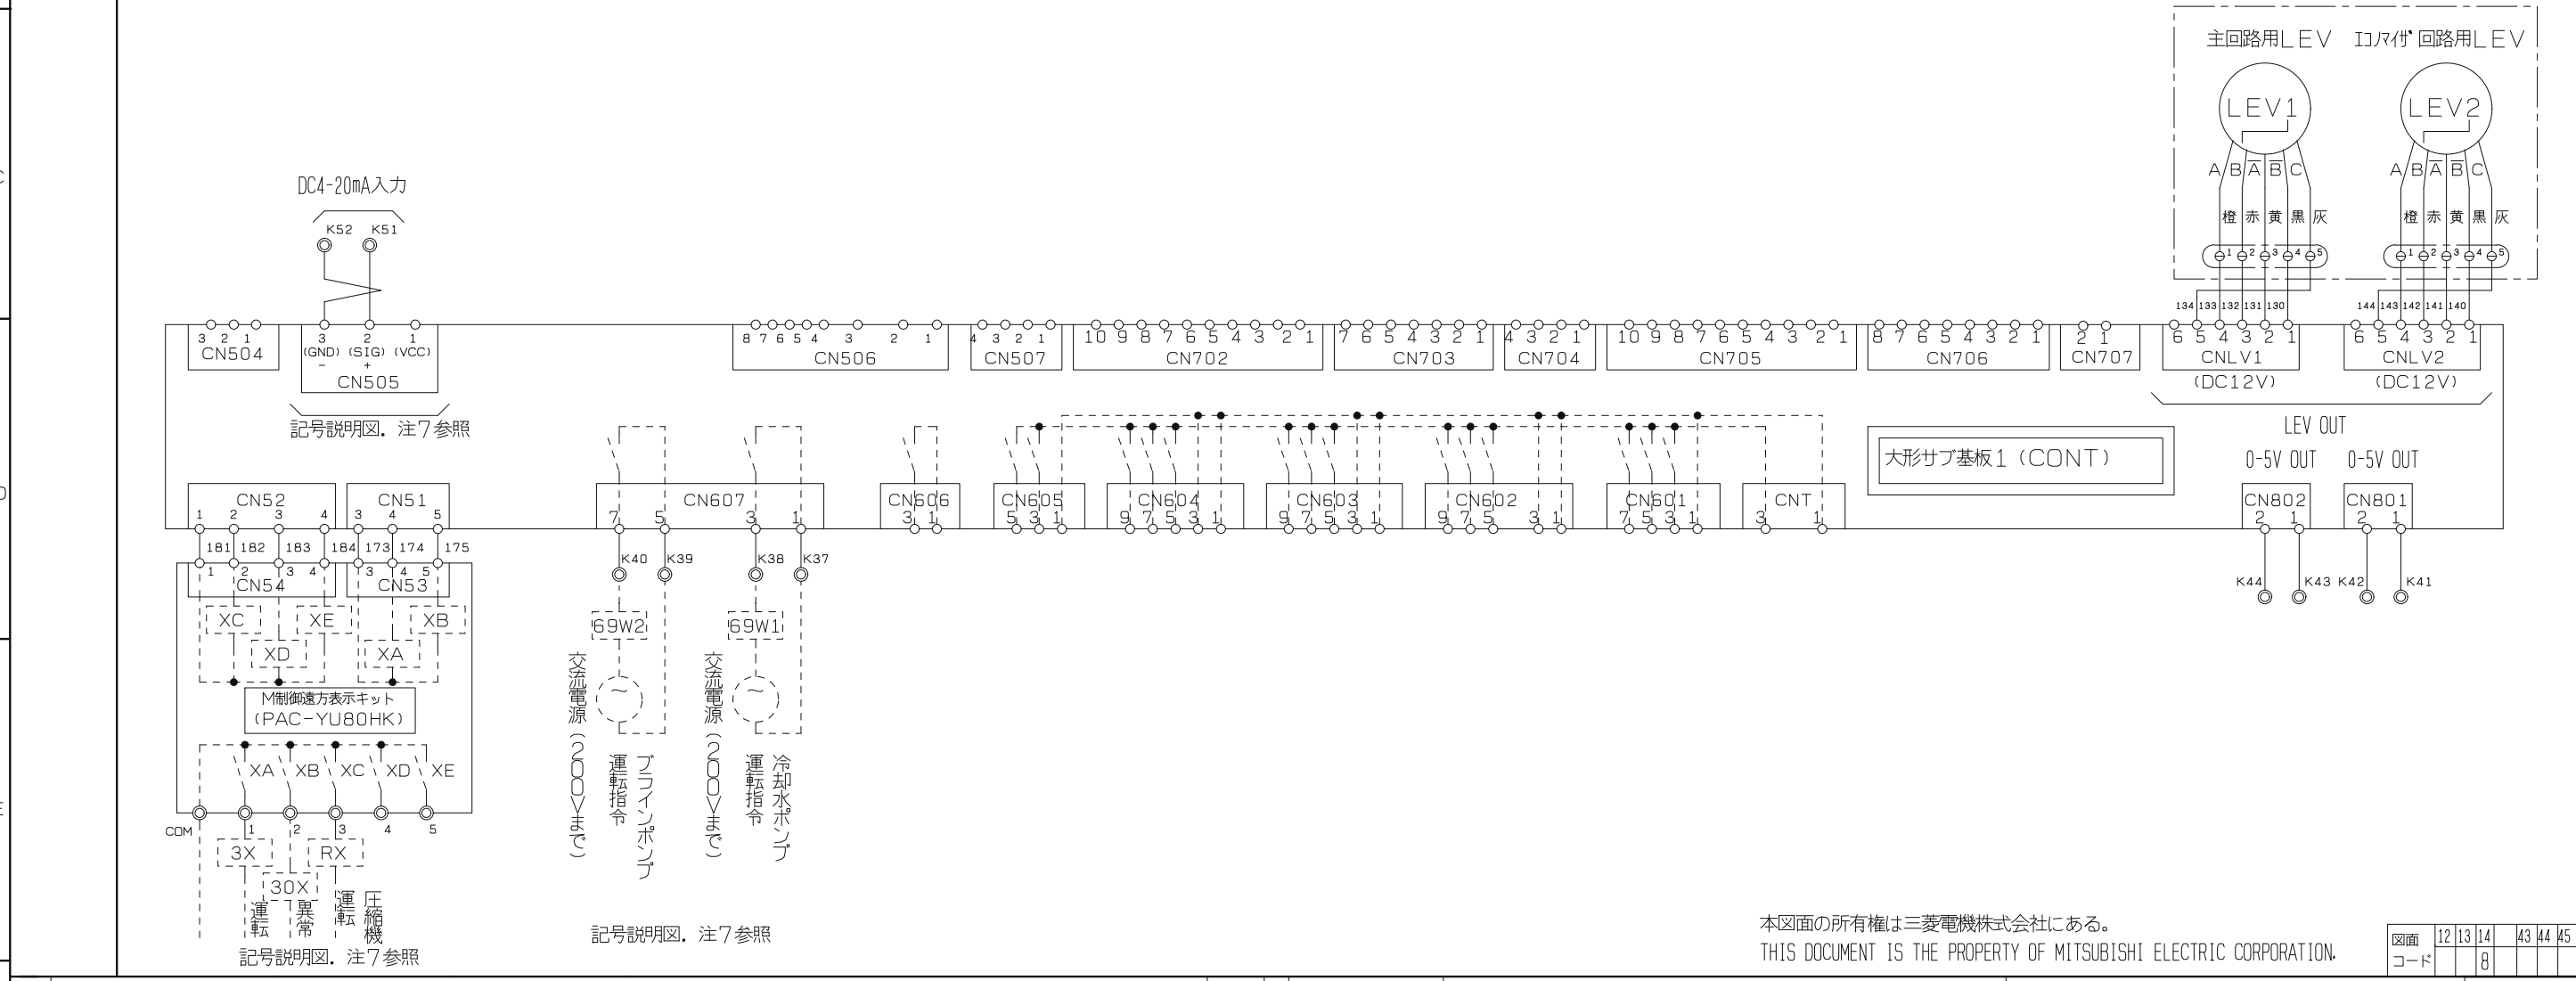 主回路用LEV　ｴｺﾉﾏｲｻﾞ回路用LEV
LEV1　LEV2
A B A̅ B̅ C　A B A̅ B̅ C
DC4-20mA入力
橙 赤 黄 黒 灰　橙 赤 黄 黒 灰
K52 K51
1 2 3 4 5　1 2 3 4 5
134 133 132 131 130　144 143 142 141 140
3 2 1　3 2 1　8 7 6 5 4 3 2 1　4 3 2 1　10 9 8 7 6 5 4 3 2 1　7 6 5 4 3 2 1　4 3 2 1　10 9 8 7 6 5 4 3 2 1　8 7 6 5 4 3 2 1　2 1　6 5 4 3 2 1　6 5 4 3 2 1
CN504　(GND) (SIG) (VCC)　CN506　CN507　CN702　CN703　CN704　CN705　CN706　CN707　CNLV1　CNLV2
- +
CN505　(DC12V)　(DC12V)
記号説明図．注7参照
LEV OUT
大形サブ基板1 (CONT)
0-5V OUT　0-5V OUT
CN52　CN51　CN607　CN606　CN605　CN604　CN603　CN602　CN601　CNT　CN802　CN801
1 2 3 4　3 4 5　7 5 3 1　3 1　5 3 1　9 7 5 3 1　9 7 5 3 1　9 7 5 3 1　7 5 3 1　3 1　2 1　2 1
181 182 183 184 173 174 175
K40 K39 K38 K37
1 2 3 4　3 4 5
CN54　CN53
K44 K43 K42 K41
XC XE XB
69W2　69W1
XD XA
M制御遠方表示キット
(PAC-YU80HK)
交流電源(200Vまで)
運転指令
ブラインポンプ
交流電源(200Vまで)
運転指令
冷却水ポンプ
XA XB XC XD XE
COM 1 2 3 4 5
3X RX
30X
運転
異常
運転
圧縮機
記号説明図．注7参照
記号説明図．注7参照
本図面の所有権は三菱電機株式会社にある。
THIS DOCUMENT IS THE PROPERTY OF MITSUBISHI ELECTRIC CORPORATION.
図面コード 12 13 14 43 44 45
8